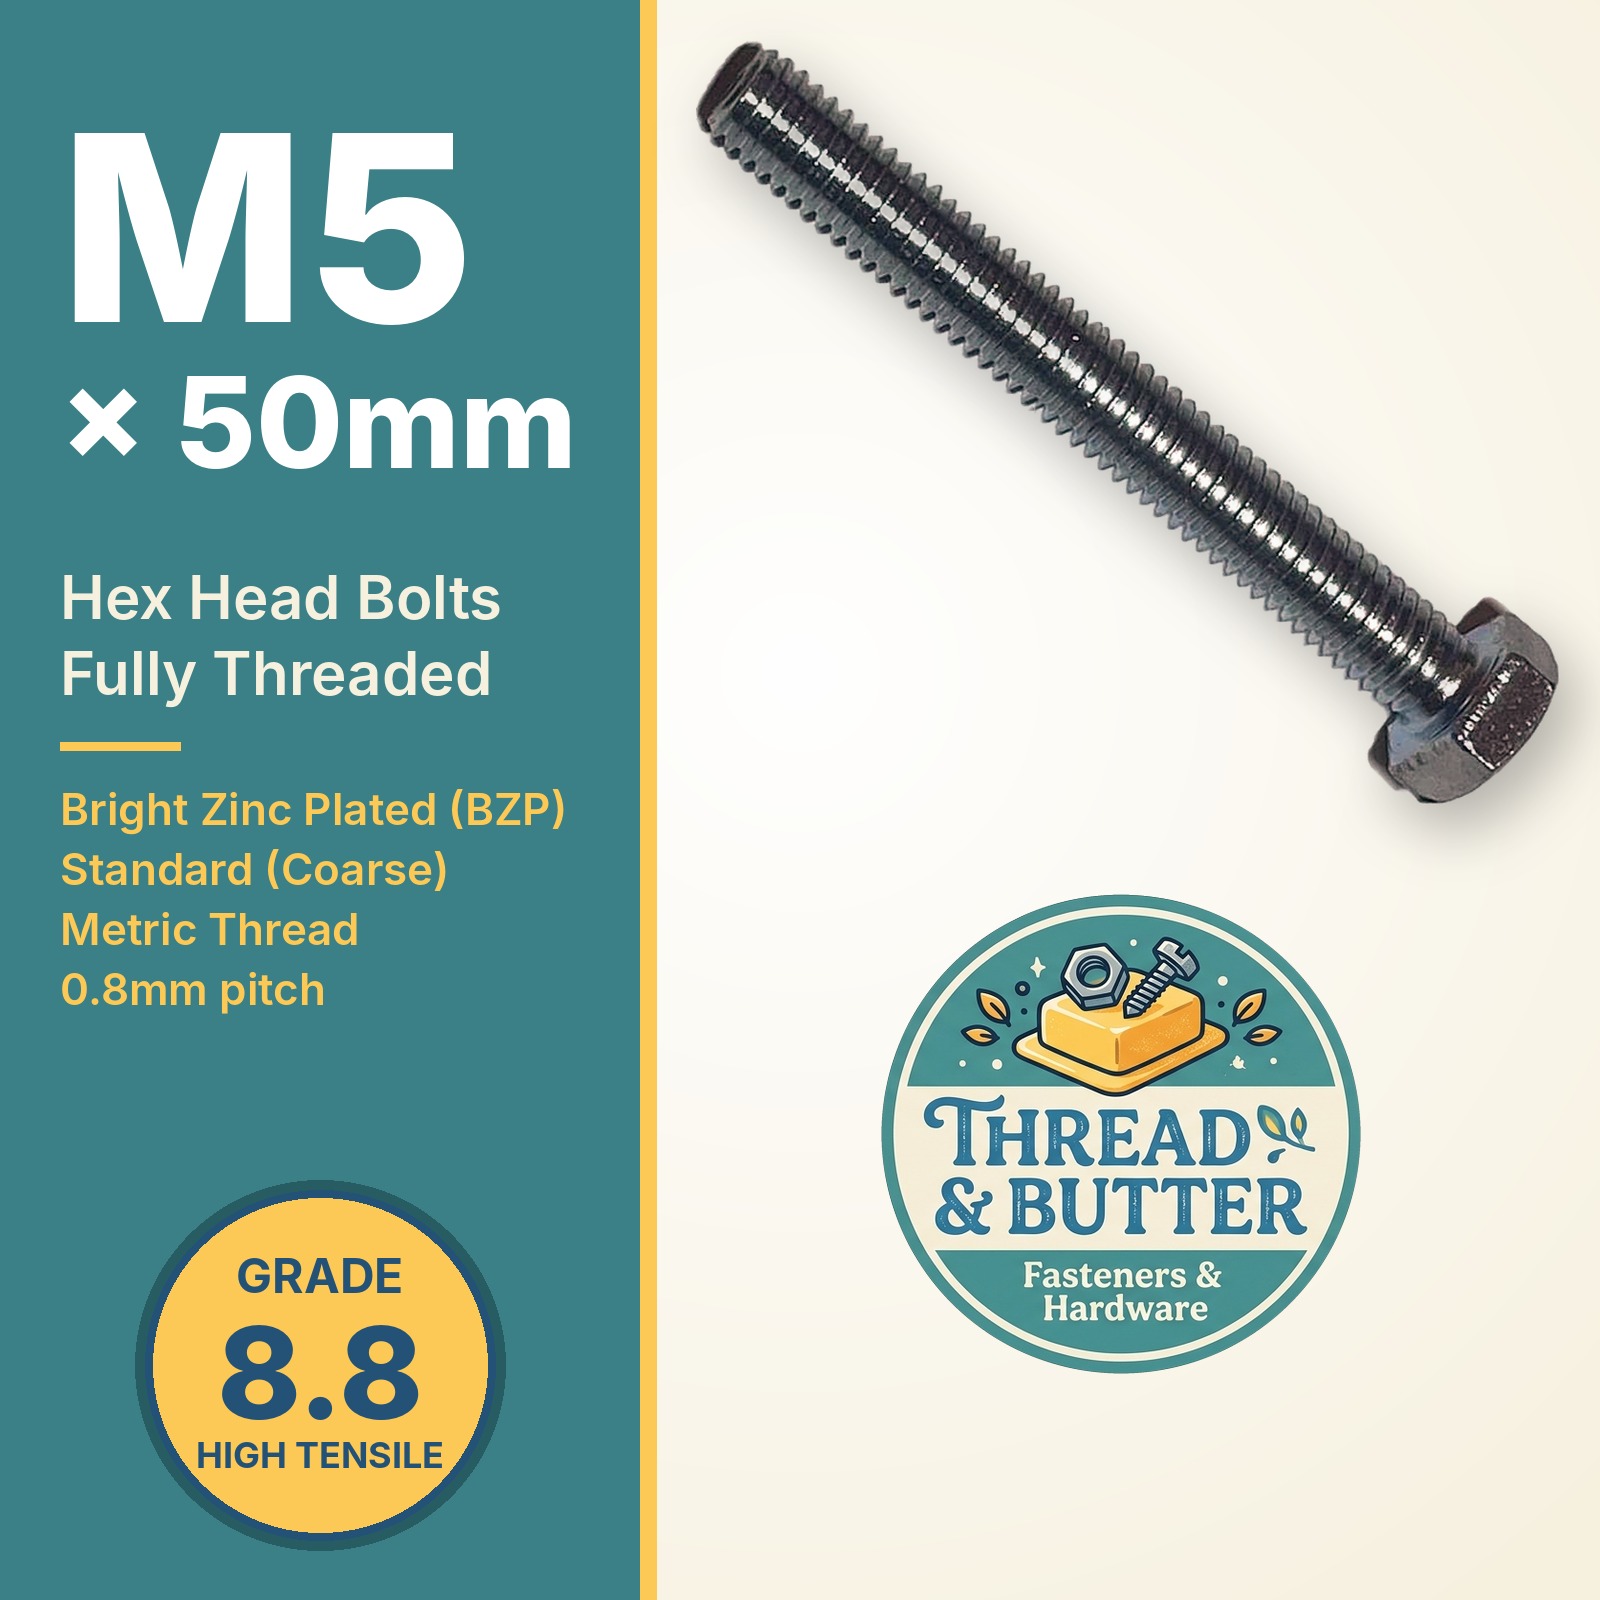 M5
× 50mm
Hex Head Bolts
Fully Threaded
Bright Zinc Plated (BZP)
Standard (Coarse)
Metric Thread
0.8mm pitch
GRADE
8.8
HIGH TENSILE
THREAD
& BUTTER
Fasteners &
Hardware